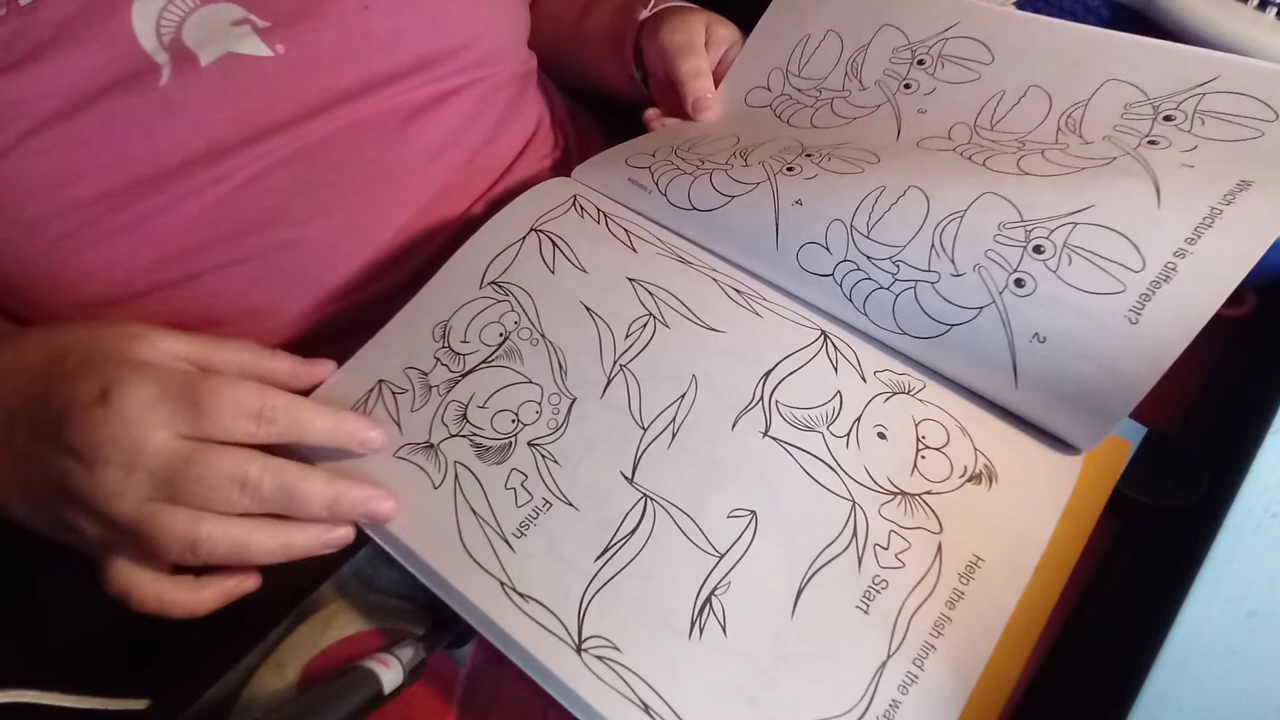 Which picture is different?
1.
2.
3.
4.
Help the fish find the way
Start
Finish